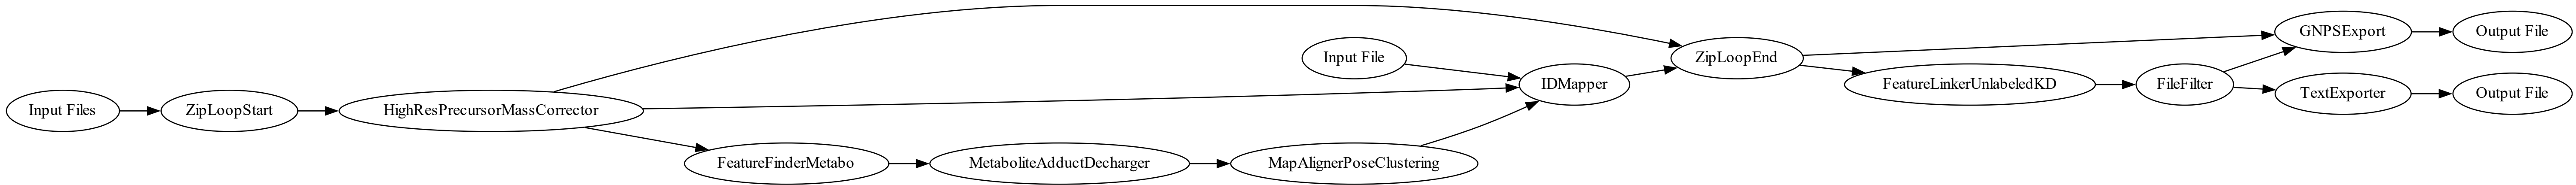 Input Files
ZipLoopStart
HighResPrecursorMassCorrector
FeatureFinderMetabo
MetaboliteAdductDecharger
MapAlignerPoseClustering
Input File
IDMapper
ZipLoopEnd
FeatureLinkerUnlabeledKD
FileFilter
GNPSExport
Output File
TextExporter
Output File